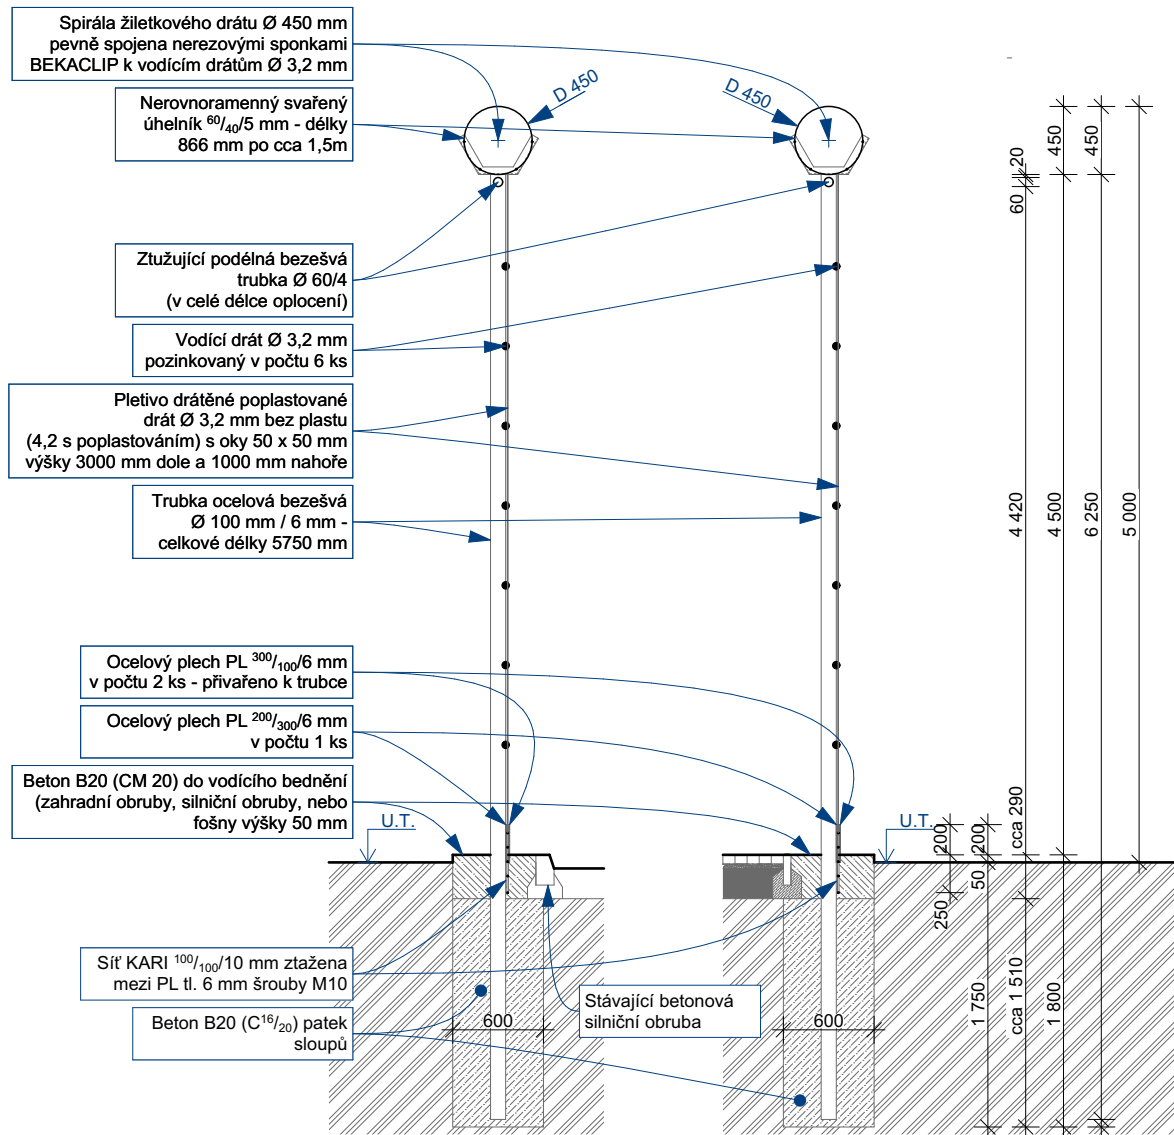 Spirála žiletkového drátu Ø 450 mm
pevně spojena nerezovými sponkami
BEKACLIP k vodícím drátům Ø 3,2 mm
Nerovnoramenný svařený
úhelník 60/40/5 mm - délky
866 mm po cca 1,5m
D 450
D 450
Ztužující podélná bezešvá
trubka Ø 60/4
(v celé délce oplocení)
Vodící drát Ø 3,2 mm
pozinkovaný v počtu 6 ks
Pletivo drátěné poplastované
drát Ø 3,2 mm bez plastu
(4,2 s poplastováním) s oky 50 x 50 mm
výšky 3000 mm dole a 1000 mm nahoře
Trubka ocelová bezešvá
Ø 100 mm / 6 mm -
celkové délky 5750 mm
Ocelový plech PL 300/100/6 mm
v počtu 2 ks - přivařeno k trubce
Ocelový plech PL 200/300/6 mm
v počtu 1 ks
Beton B20 (CM 20) do vodícího bednění
(zahradní obruby, silniční obruby, nebo
fošny výšky 50 mm
U.T.
U.T.
Síť KARI 100/100/10 mm ztažena
mezi PL tl. 6 mm šrouby M10
Beton B20 (C16/20) patek
sloupů
Stávající betonová
silniční obruba
600
600
20
60
450
450
4 420
4 500
6 250
5 000
cca 290
200
200
50
250
1 750
cca 1 510
1 800